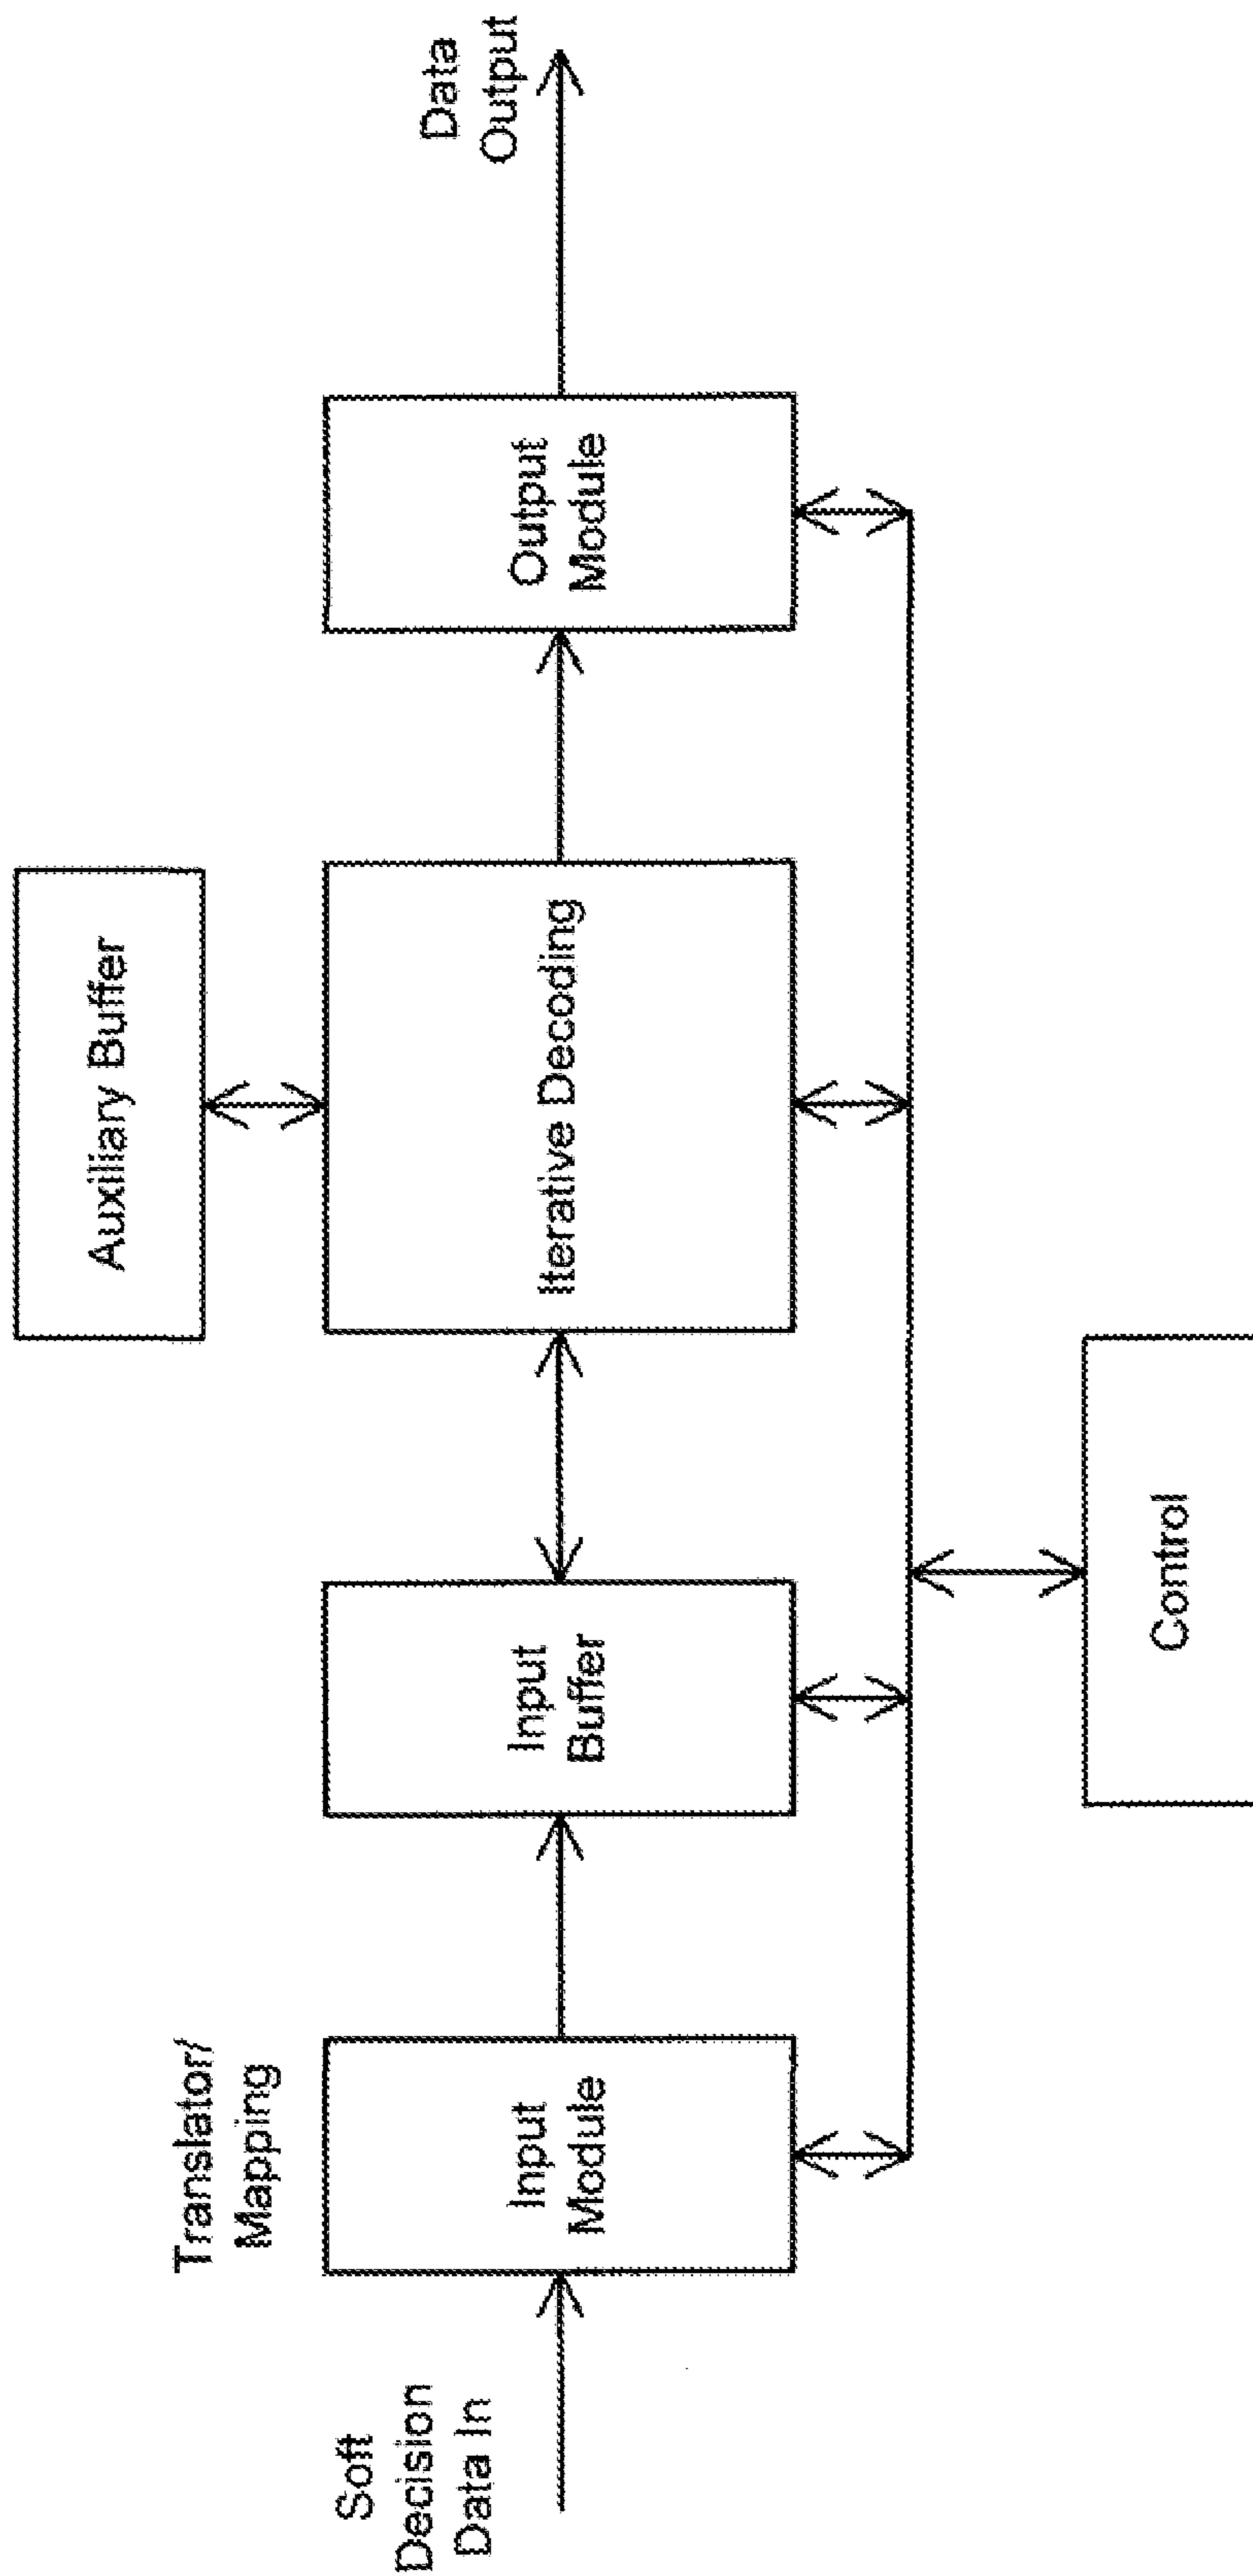 Auxiliary Buffer
Translator/
Mapping
Soft
Decision
Data In
Input
Module
Input
Buffer
Iterative Decoding
Output
Module
Data
Output
Control